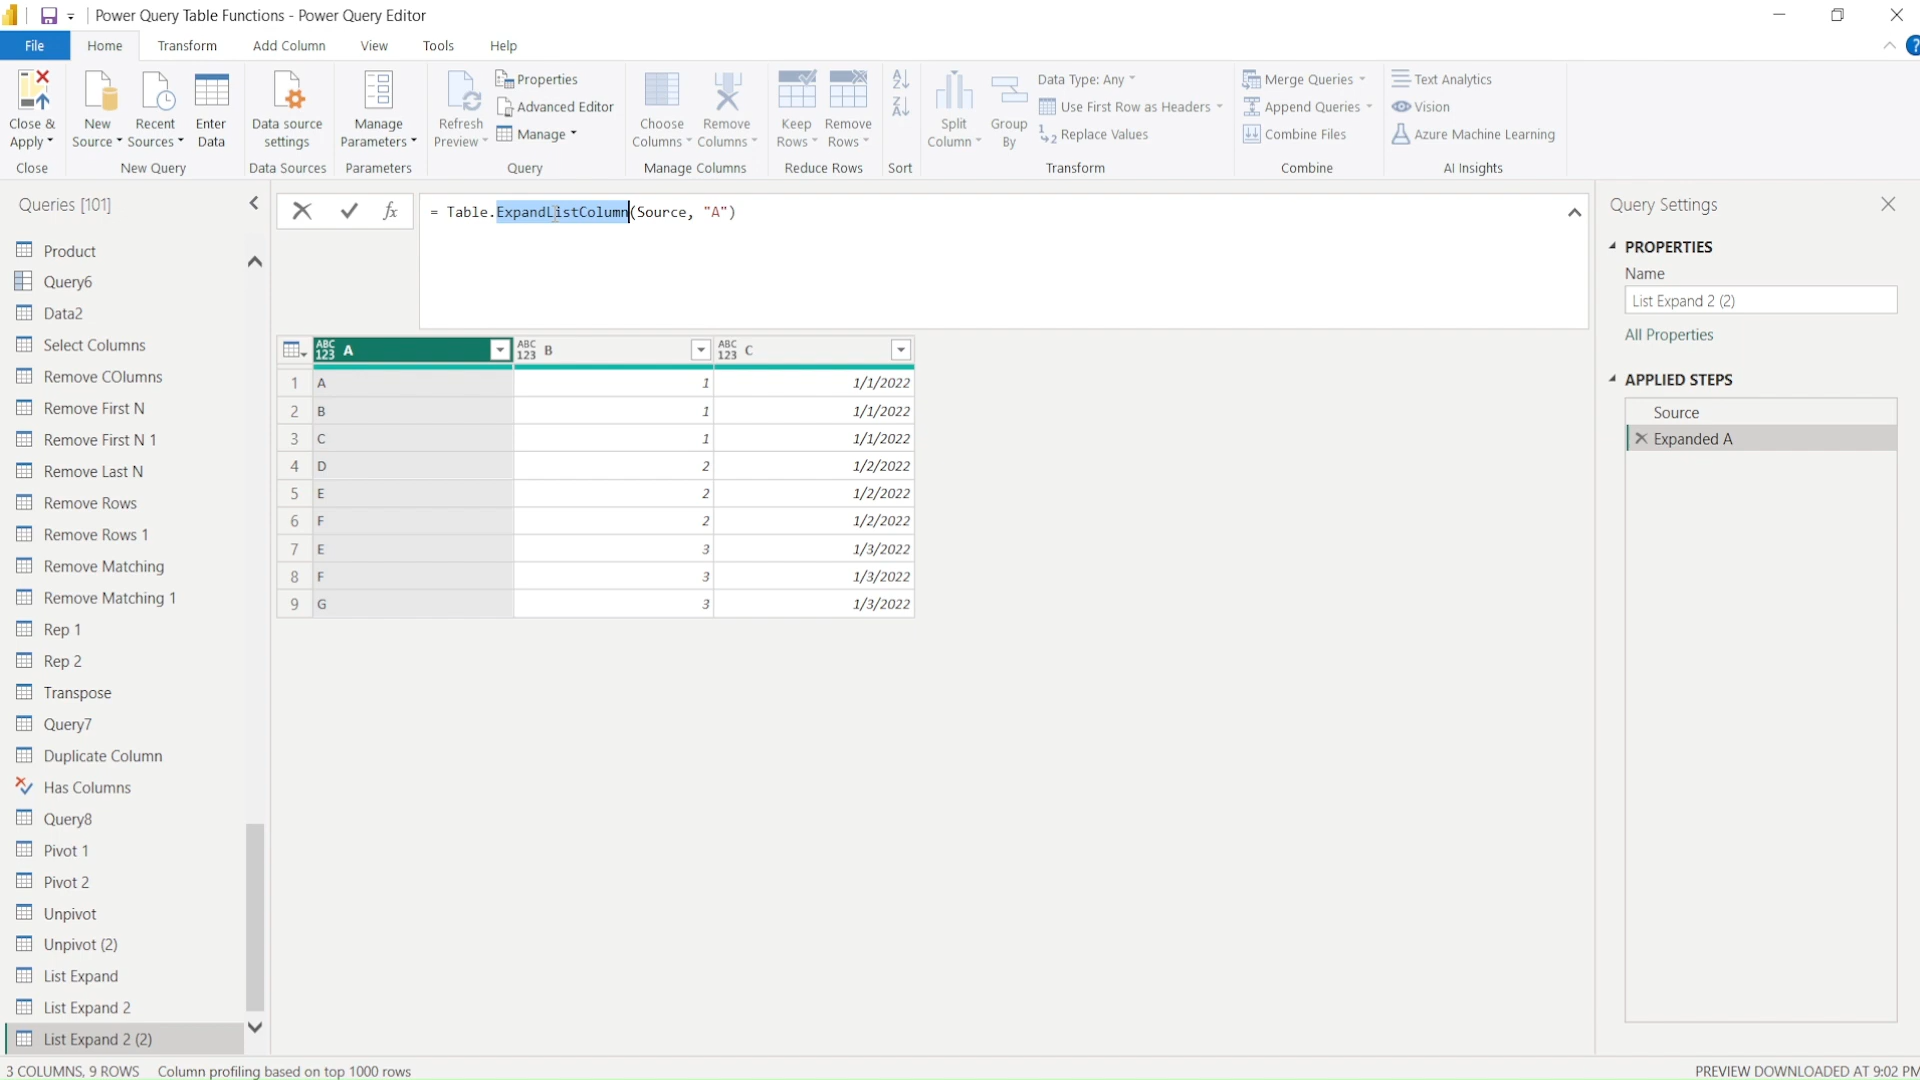 Power Query Table Functions - Power Query Editor
File Home Transform Add Column View Tools Help
Close & Apply
Close
New Source
Recent Sources
Enter Data
New Query
Data source settings
Data Sources
Manage Parameters
Parameters
Refresh Preview
Properties
Advanced Editor
Manage
Query
Choose Columns
Remove Columns
Manage Columns
Keep Rows
Remove Rows
Reduce Rows
Sort
Split Column
Group By
Data Type: Any
Use First Row as Headers
Replace Values
Transform
Merge Queries
Append Queries
Combine Files
Combine
Text Analytics
Vision
Azure Machine Learning
AI Insights
Queries [101]
Product
Query6
Data2
Select Columns
Remove COlumns
Remove First N
Remove First N 1
Remove Last N
Remove Rows
Remove Rows 1
Remove Matching
Remove Matching 1
Rep 1
Rep 2
Transpose
Query7
Duplicate Column
Has Columns
Query8
Pivot 1
Pivot 2
Unpivot
Unpivot (2)
List Expand
List Expand 2
List Expand 2 (2)
fx
= Table.ExpandListColumn(Source, "A")
ABC 123 A ABC 123 B ABC 123 C
1 A 1 1/1/2022
2 B 1 1/1/2022
3 C 1 1/1/2022
4 D 2 1/2/2022
5 E 2 1/2/2022
6 F 2 1/2/2022
7 E 3 1/3/2022
8 F 3 1/3/2022
9 G 3 1/3/2022
Query Settings
PROPERTIES
Name
List Expand 2 (2)
All Properties
APPLIED STEPS
Source
Expanded A
3 COLUMNS, 9 ROWS Column profiling based on top 1000 rows
PREVIEW DOWNLOADED AT 9:02 PM